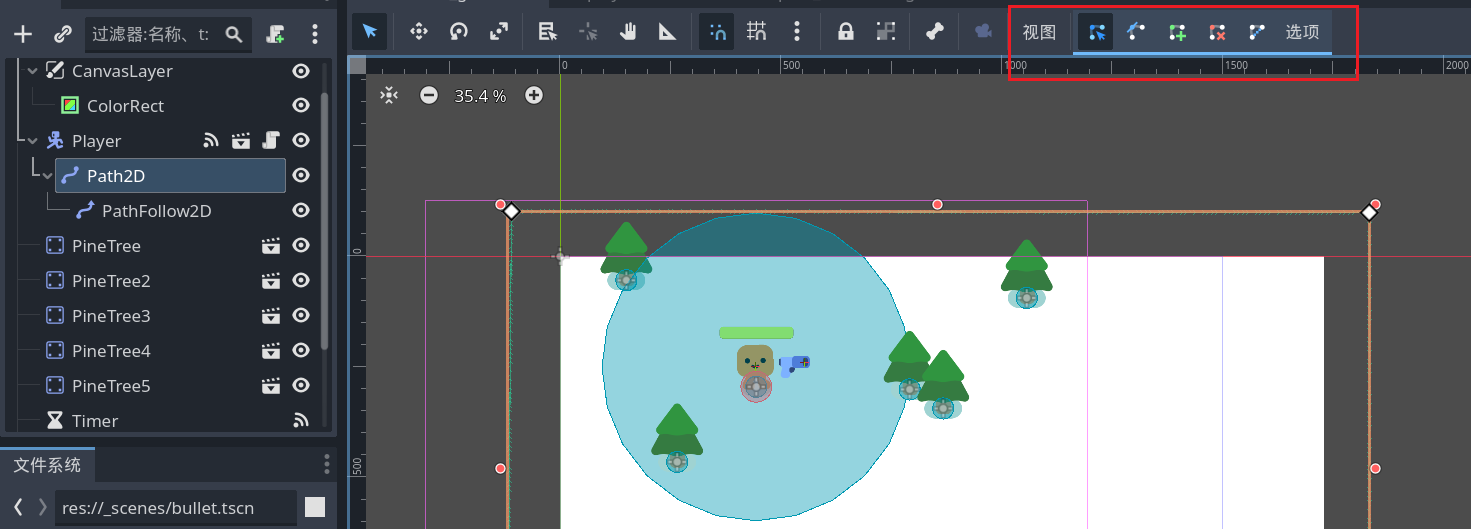 过滤器:名称、t:
视图
选项
CanvasLayer
ColorRect
Player
Path2D
PathFollow2D
PineTree
PineTree2
PineTree3
PineTree4
PineTree5
Timer
文件系统
res://_scenes/bullet.tscn
0
500
1000
1500
2000
35.4 %
0
500